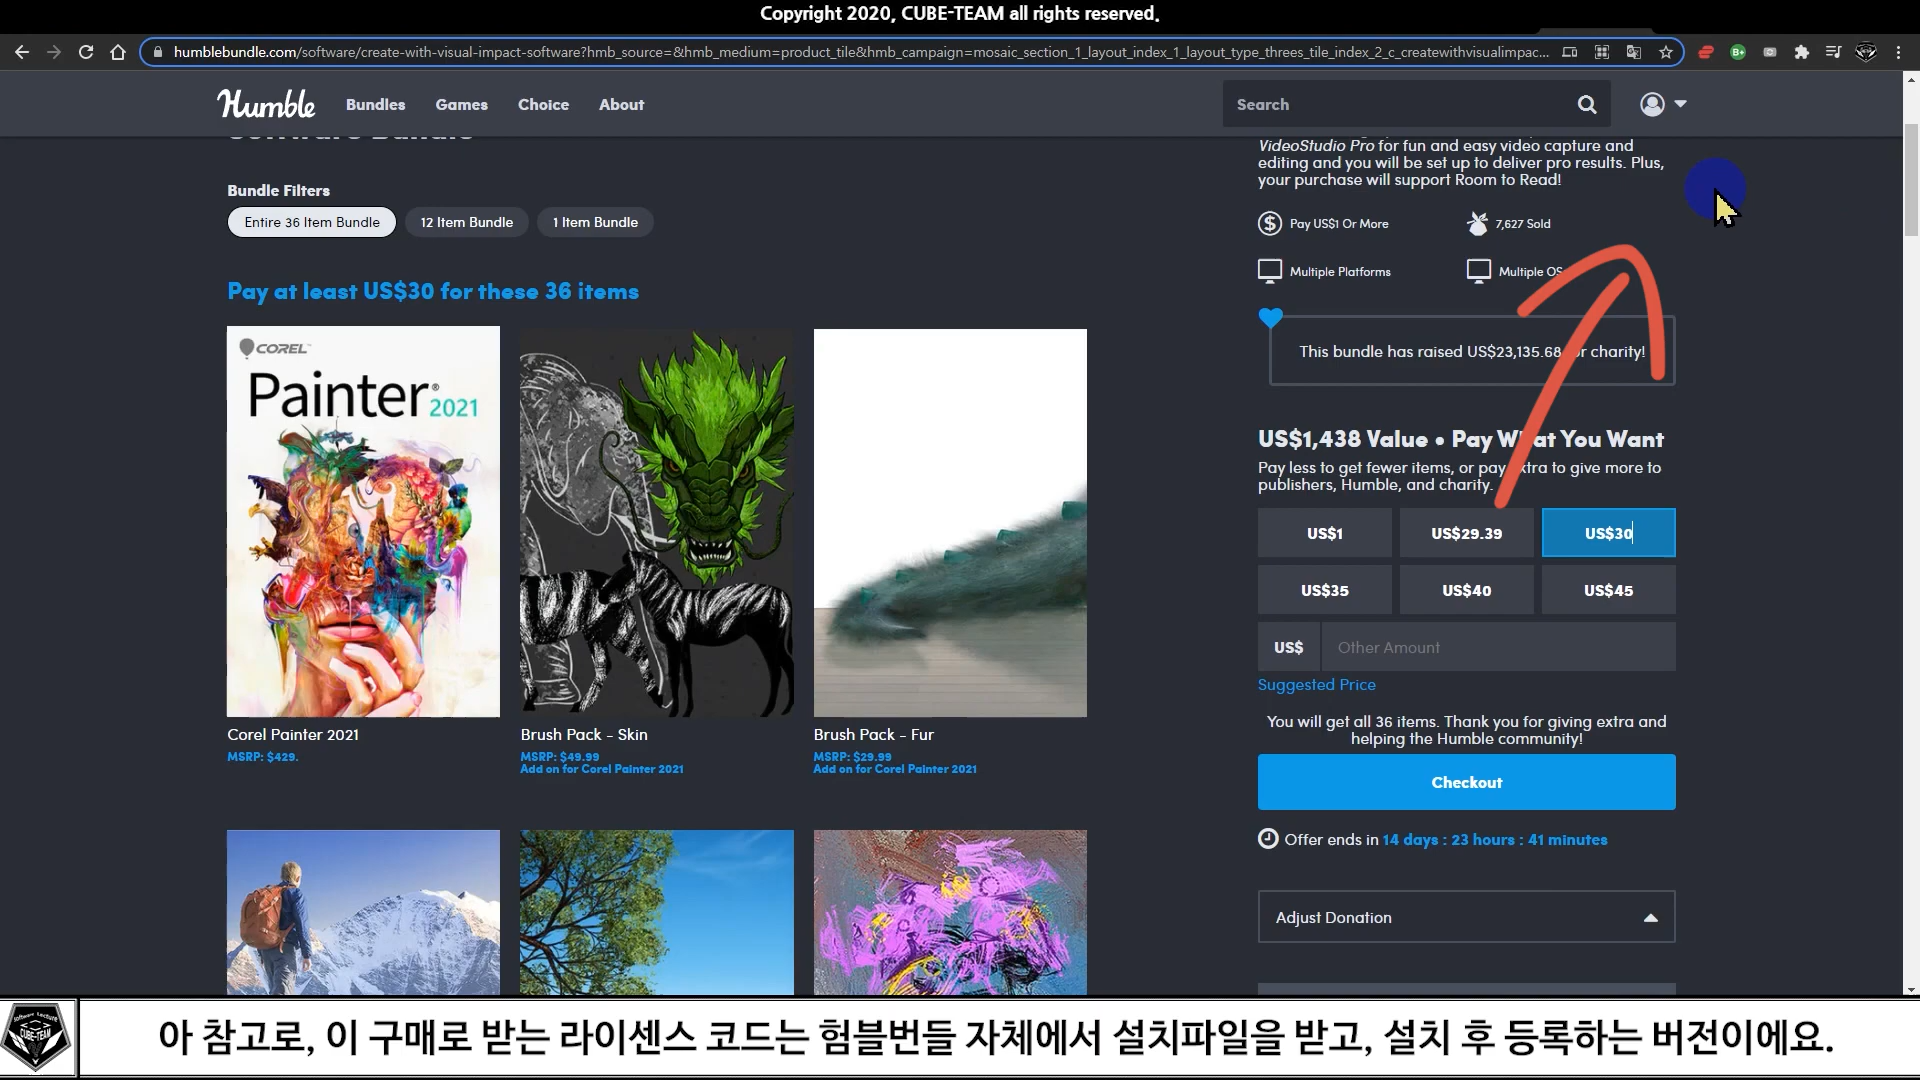 Copyright 2020, CUBE-TEAM all rights reserved.
humblebundle.com/software/create-with-visual-impact-software?hmb_source=&hmb_medium=product_tile&hmb_campaign=mosaic_section_1_layout_index_1_layout_type_threes_tile_index_2_c_createwithvisualimpac...
Humble
Bundles
Games
Choice
About
Search
Software Bundle
VideoStudio Pro for fun and easy video capture and
editing and you will be set up to deliver pro results. Plus,
your purchase will support Room to Read!
Bundle Filters
Entire 36 Item Bundle
12 Item Bundle
1 Item Bundle
Pay US$1 Or More
7,627 Sold
Multiple Platforms
Multiple OS
Pay at least US$30 for these 36 items
This bundle has raised US$23,135.68 for charity!
COREL
Painter 2021
US$1,438 Value • Pay What You Want
Pay less to get fewer items, or pay extra to give more to
publishers, Humble, and charity.
US$1
US$29.39
US$30
US$35
US$40
US$45
US$
Other Amount
Suggested Price
You will get all 36 items. Thank you for giving extra and
helping the Humble community!
Checkout
Corel Painter 2021
MSRP: $429.
Brush Pack - Skin
MSRP: $49.99
Add on for Corel Painter 2021
Brush Pack - Fur
MSRP: $29.99
Add on for Corel Painter 2021
Offer ends in 14 days : 23 hours : 41 minutes
Adjust Donation
Software Lecture
CUBE-TEAM
아 참고로, 이 구매로 받는 라이센스 코드는 험블번들 자체에서 설치파일을 받고, 설치 후 등록하는 버전이에요.